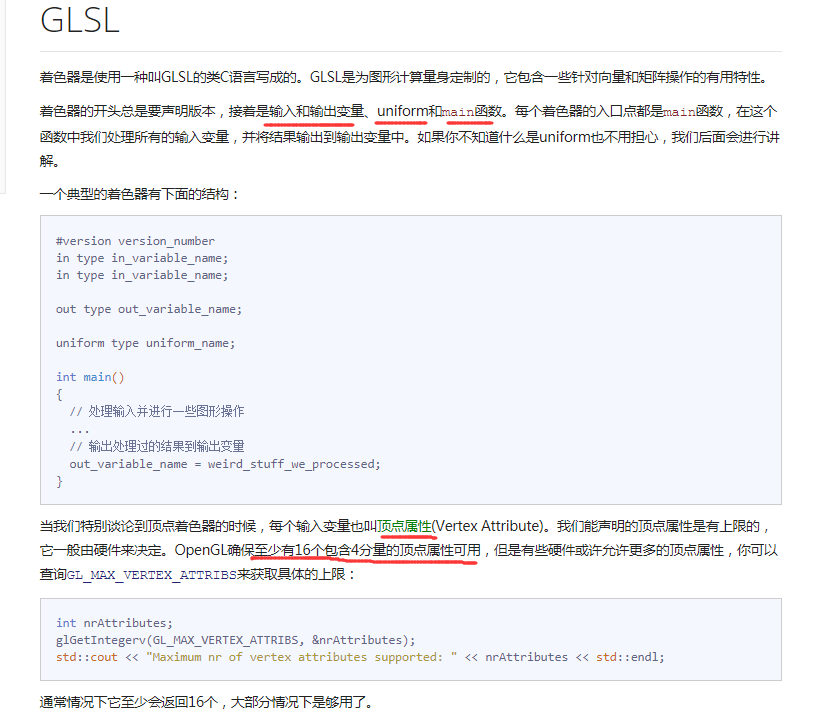 GLSL
着色器是使用一种叫GLSL的类C语言写成的。GLSL是为图形计算量身定制的，它包含一些针对向量和矩阵操作的有用特性。
着色器的开头总是要声明版本，接着是输入和输出变量、uniform和main函数。每个着色器的入口点都是main函数，在这个
函数中我们处理所有的输入变量，并将结果输出到输出变量中。如果你不知道什么是uniform也不用担心，我们后面会进行讲
解。
一个典型的着色器有下面的结构：
#version version_number
in type in_variable_name;
in type in_variable_name;
out type out_variable_name;
uniform type uniform_name;
int main()
{
// 处理输入并进行一些图形操作
...
// 输出处理过的结果到输出变量
out_variable_name = weird_stuff_we_processed;
}
当我们特别谈论到顶点着色器的时候，每个输入变量也叫顶点属性(Vertex Attribute)。我们能声明的顶点属性是有上限的，
它一般由硬件来决定。OpenGL确保至少有16个包含4分量的顶点属性可用，但是有些硬件或许允许更多的顶点属性，你可以
查询GL_MAX_VERTEX_ATTRIBS来获取具体的上限：
int nrAttributes;
glGetIntegerv(GL_MAX_VERTEX_ATTRIBS, &nrAttributes);
std::cout << "Maximum nr of vertex attributes supported: " << nrAttributes << std::endl;
通常情况下它至少会返回16个，大部分情况下是够用了。